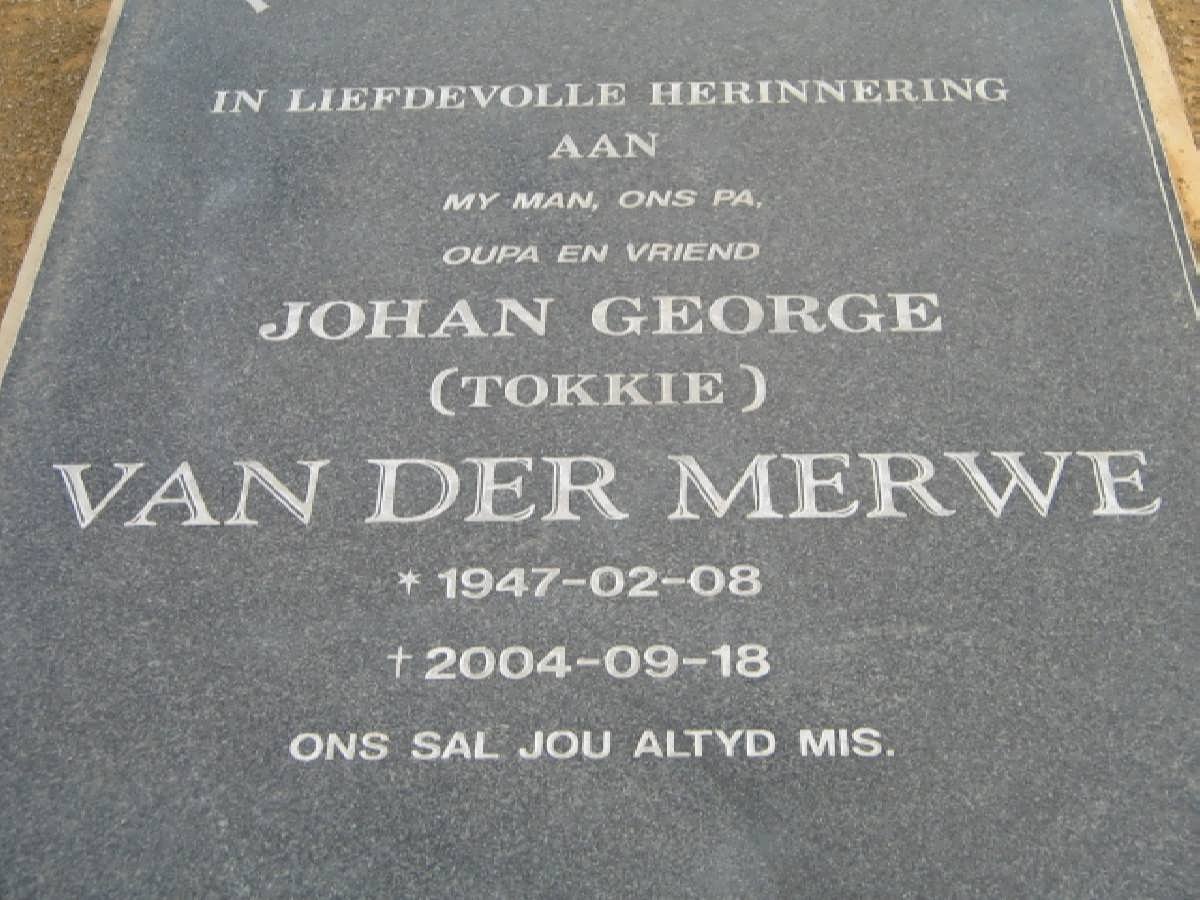 IN LIEFDEVOLLE HERINNERING
AAN
MY MAN, ONS PA,
OUPA EN VRIEND
JOHAN GEORGE
(TOKKIE)
VAN DER MERWE
* 1947-02-08
† 2004-09-18
ONS SAL JOU ALTYD MIS.